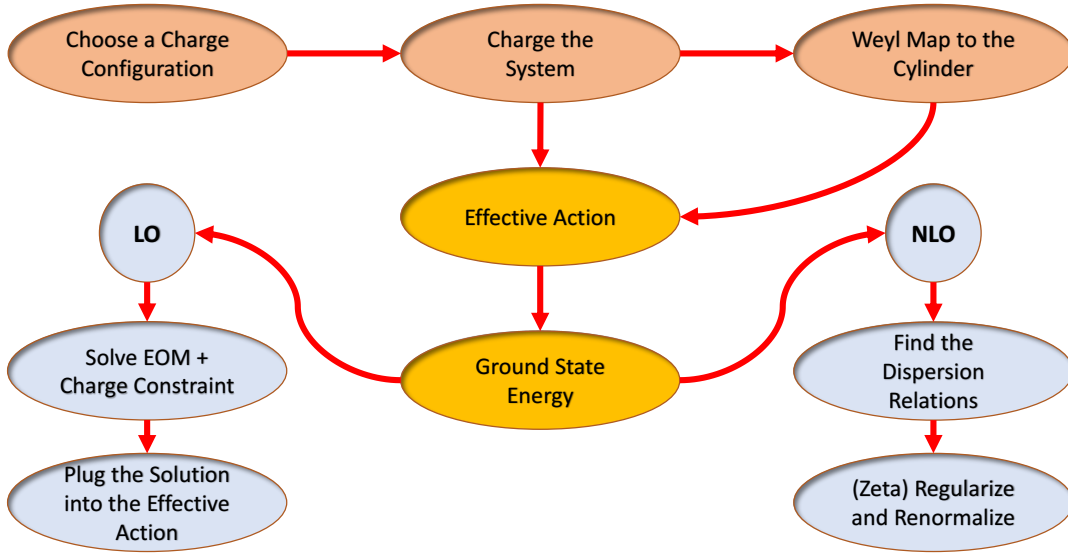 Choose a Charge
Configuration
Charge the
System
Weyl Map to the
Cylinder
Effective Action
LO
NLO
Solve EOM +
Charge Constraint
Ground State
Energy
Find the
Dispersion
Relations
Plug the Solution
into the Effective
Action
(Zeta) Regularize
and Renormalize